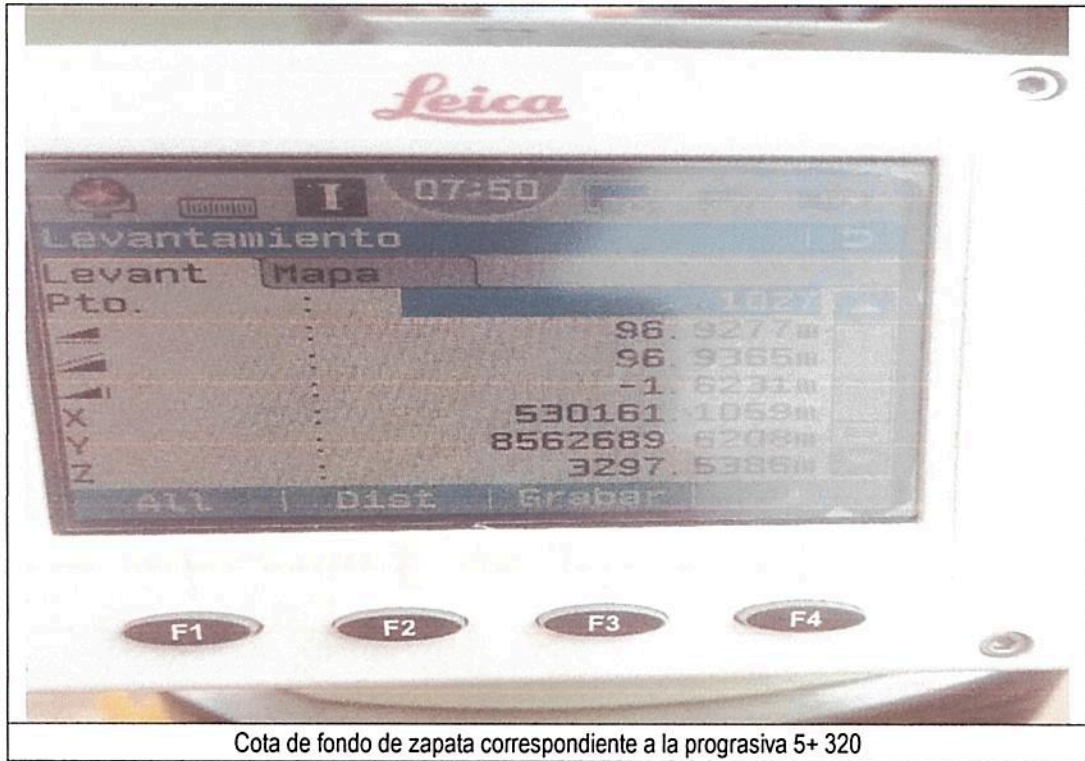 Leica
I 07:50
Levantamiento
Levant Mapa
Pto. : 1027
: 96.9277m
: 96.9365m
: -1.6231m
X : 530161.1059m
Y : 8562689.6208m
Z : 3297.5386m
All Dist Grabar
F1 F2 F3 F4
Cota de fondo de zapata correspondiente a la prograsiva 5+ 320